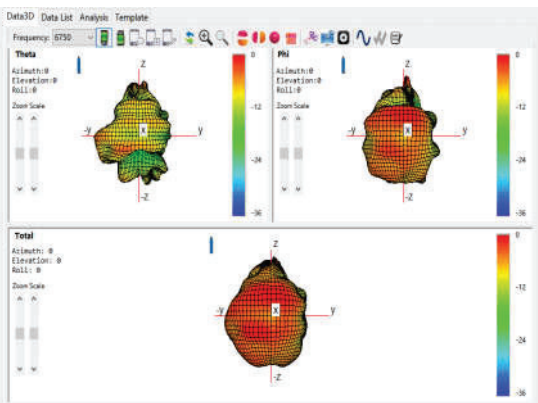 Data3D Data List Analysis Template
Frequency: 6750
Theta
Azimuth:0
Elevation:0
Roll:0
Zoom Scale
z
-y
x
y
-z
0
-12
-24
-36
Phi
Azimuth:0
Elevation:0
Roll:0
Zoom Scale
z
-y
x
y
-z
0
-12
-24
-36
Total
Azimuth: 0
Elevation: 0
Roll: 0
Zoom Scale
z
-y
x
y
-z
0
-12
-24
-36